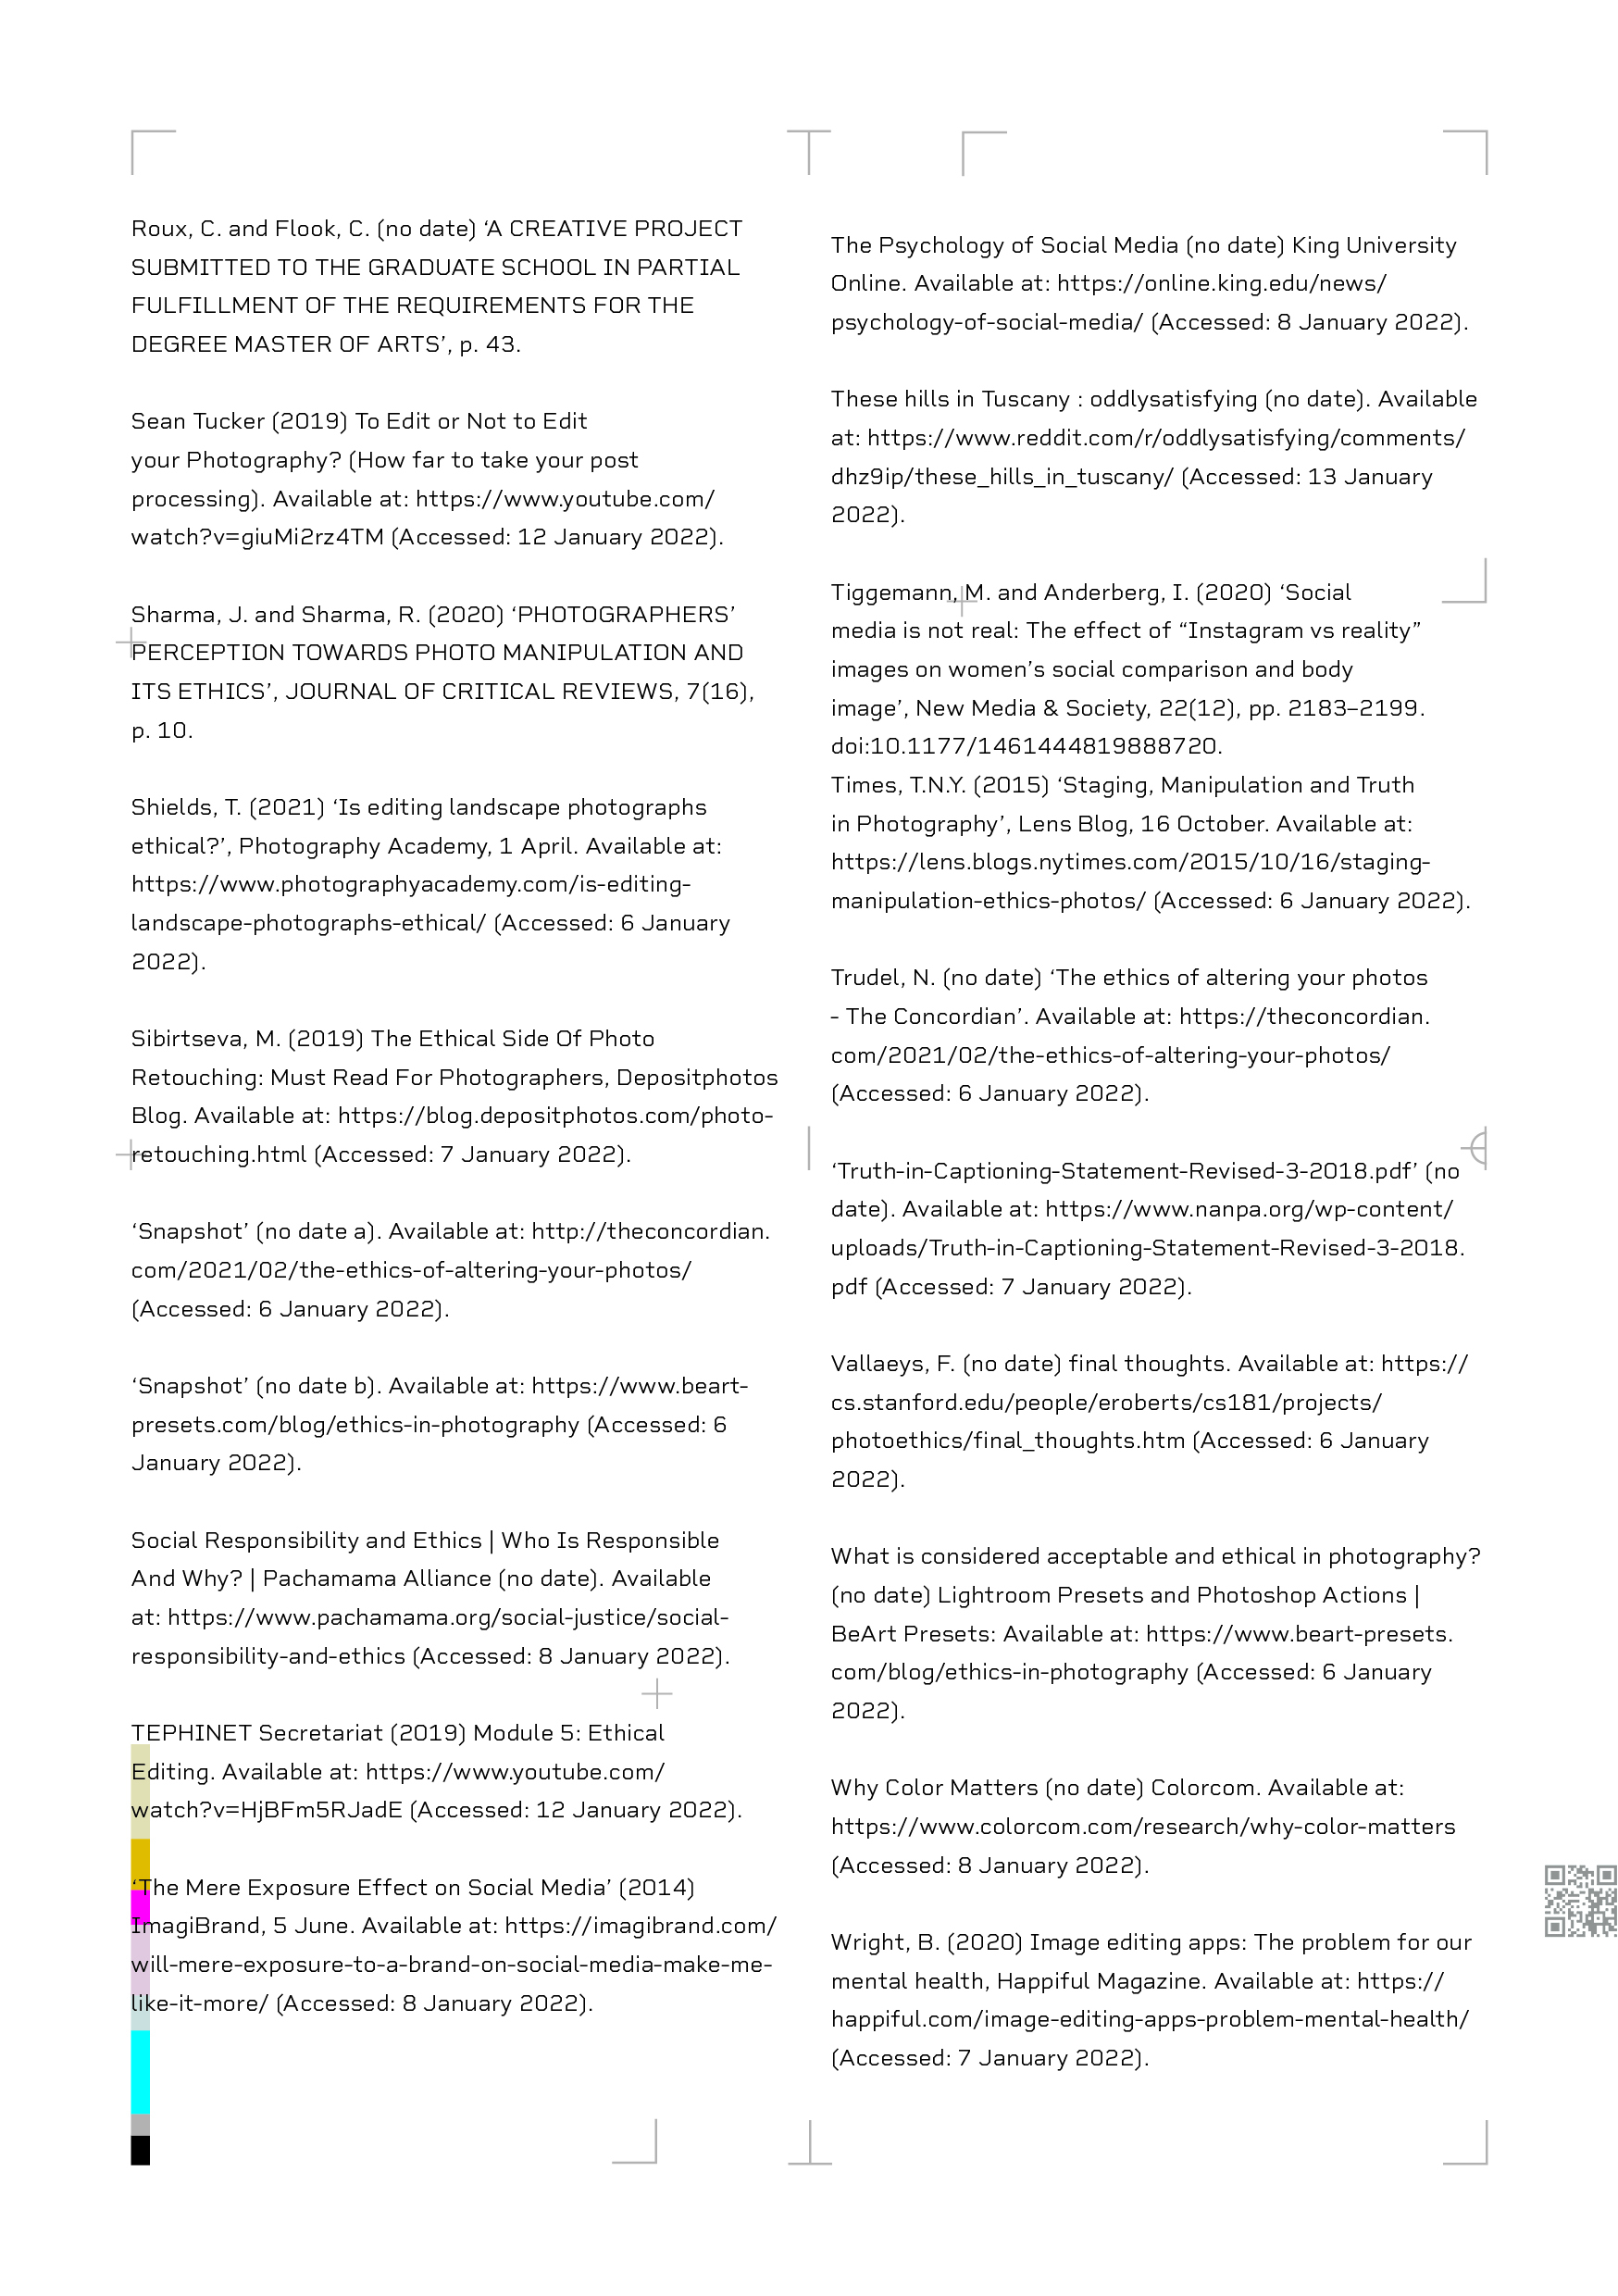 Roux, C. and Flook, C. (no date) ‘A CREATIVE PROJECT
SUBMITTED TO THE GRADUATE SCHOOL IN PARTIAL
FULFILLMENT OF THE REQUIREMENTS FOR THE
DEGREE MASTER OF ARTS’, p. 43.
Sean Tucker (2019) To Edit or Not to Edit
your Photography? (How far to take your post
processing). Available at: https://www.youtube.com/
watch?v=giuMi2rz4TM (Accessed: 12 January 2022).
Sharma, J. and Sharma, R. (2020) ‘PHOTOGRAPHERS’
PERCEPTION TOWARDS PHOTO MANIPULATION AND
ITS ETHICS’, JOURNAL OF CRITICAL REVIEWS, 7(16),
p. 10.
Shields, T. (2021) ‘Is editing landscape photographs
ethical?’, Photography Academy, 1 April. Available at:
https://www.photographyacademy.com/is-editing-
landscape-photographs-ethical/ (Accessed: 6 January
2022).
Sibirtseva, M. (2019) The Ethical Side Of Photo
Retouching: Must Read For Photographers, Depositphotos
Blog. Available at: https://blog.depositphotos.com/photo-
retouching.html (Accessed: 7 January 2022).
‘Snapshot’ (no date a). Available at: http://theconcordian.
com/2021/02/the-ethics-of-altering-your-photos/
(Accessed: 6 January 2022).
‘Snapshot’ (no date b). Available at: https://www.beart-
presets.com/blog/ethics-in-photography (Accessed: 6
January 2022).
Social Responsibility and Ethics | Who Is Responsible
And Why? | Pachamama Alliance (no date). Available
at: https://www.pachamama.org/social-justice/social-
responsibility-and-ethics (Accessed: 8 January 2022).
TEPHINET Secretariat (2019) Module 5: Ethical
Editing. Available at: https://www.youtube.com/
watch?v=HjBFm5RJadE (Accessed: 12 January 2022).
‘The Mere Exposure Effect on Social Media’ (2014)
ImagiBrand, 5 June. Available at: https://imagibrand.com/
will-mere-exposure-to-a-brand-on-social-media-make-me-
like-it-more/ (Accessed: 8 January 2022).
The Psychology of Social Media (no date) King University
Online. Available at: https://online.king.edu/news/
psychology-of-social-media/ (Accessed: 8 January 2022).
These hills in Tuscany : oddlysatisfying (no date). Available
at: https://www.reddit.com/r/oddlysatisfying/comments/
dhz9ip/these_hills_in_tuscany/ (Accessed: 13 January
2022).
Tiggemann, M. and Anderberg, I. (2020) ‘Social
media is not real: The effect of “Instagram vs reality”
images on women’s social comparison and body
image’, New Media & Society, 22(12), pp. 2183–2199.
doi:10.1177/1461444819888720.
Times, T.N.Y. (2015) ‘Staging, Manipulation and Truth
in Photography’, Lens Blog, 16 October. Available at:
https://lens.blogs.nytimes.com/2015/10/16/staging-
manipulation-ethics-photos/ (Accessed: 6 January 2022).
Trudel, N. (no date) ‘The ethics of altering your photos
- The Concordian’. Available at: https://theconcordian.
com/2021/02/the-ethics-of-altering-your-photos/
(Accessed: 6 January 2022).
‘Truth-in-Captioning-Statement-Revised-3-2018.pdf’ (no
date). Available at: https://www.nanpa.org/wp-content/
uploads/Truth-in-Captioning-Statement-Revised-3-2018.
pdf (Accessed: 7 January 2022).
Vallaeys, F. (no date) final thoughts. Available at: https://
cs.stanford.edu/people/eroberts/cs181/projects/
photoethics/final_thoughts.htm (Accessed: 6 January
2022).
What is considered acceptable and ethical in photography?
(no date) Lightroom Presets and Photoshop Actions |
BeArt Presets: Available at: https://www.beart-presets.
com/blog/ethics-in-photography (Accessed: 6 January
2022).
Why Color Matters (no date) Colorcom. Available at:
https://www.colorcom.com/research/why-color-matters
(Accessed: 8 January 2022).
Wright, B. (2020) Image editing apps: The problem for our
mental health, Happiful Magazine. Available at: https://
happiful.com/image-editing-apps-problem-mental-health/
(Accessed: 7 January 2022).